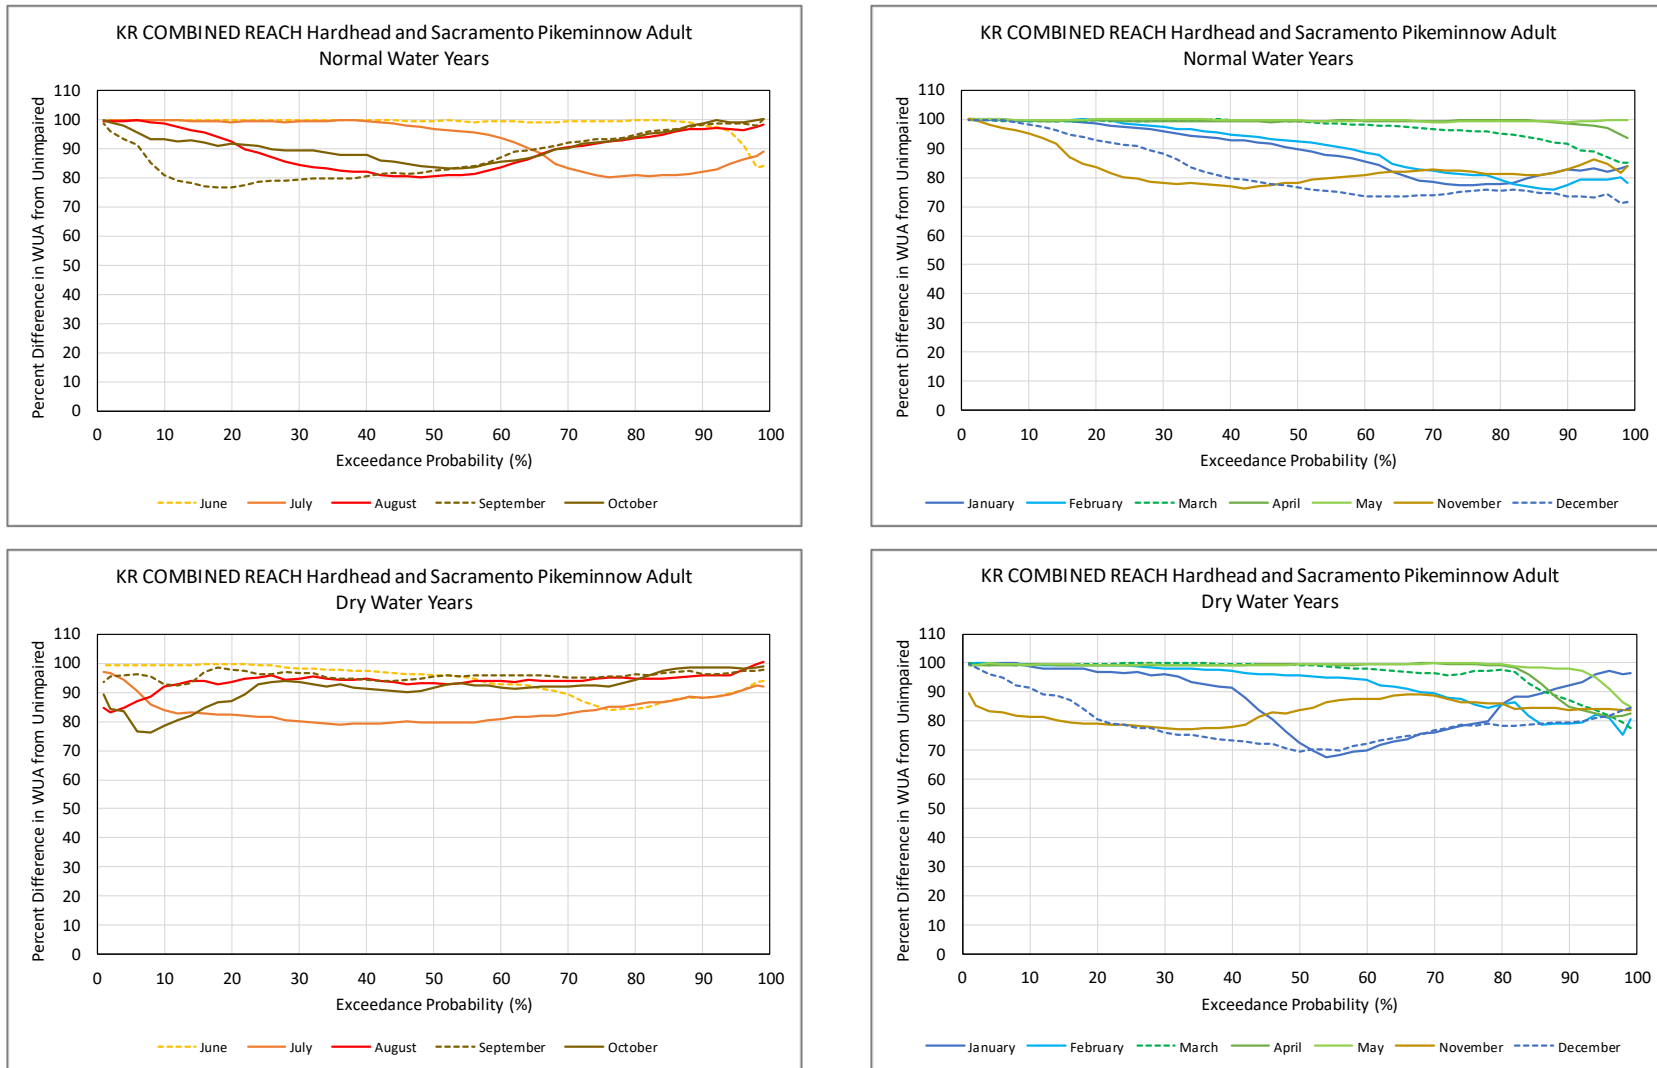 KR COMBINED REACH Hardhead and Sacramento Pikeminnow Adult
Normal Water Years
Percent Difference in WUA from Unimpaired
110
100
90
80
70
60
50
40
30
20
10
0
0 10 20 30 40 50 60 70 80 90 100
Exceedance Probability (%)
June July August September October
KR COMBINED REACH Hardhead and Sacramento Pikeminnow Adult
Normal Water Years
Percent Difference in WUA from Unimpaired
110
100
90
80
70
60
50
40
30
20
10
0
0 10 20 30 40 50 60 70 80 90 100
Exceedance Probability (%)
January February March April May November December
KR COMBINED REACH Hardhead and Sacramento Pikeminnow Adult
Dry Water Years
Percent Difference in WUA from Unimpaired
110
100
90
80
70
60
50
40
30
20
10
0
0 10 20 30 40 50 60 70 80 90 100
Exceedance Probability (%)
June July August September October
KR COMBINED REACH Hardhead and Sacramento Pikeminnow Adult
Dry Water Years
Percent Difference in WUA from Unimpaired
110
100
90
80
70
60
50
40
30
20
10
0
0 10 20 30 40 50 60 70 80 90 100
Exceedance Probability (%)
January February March April May November December